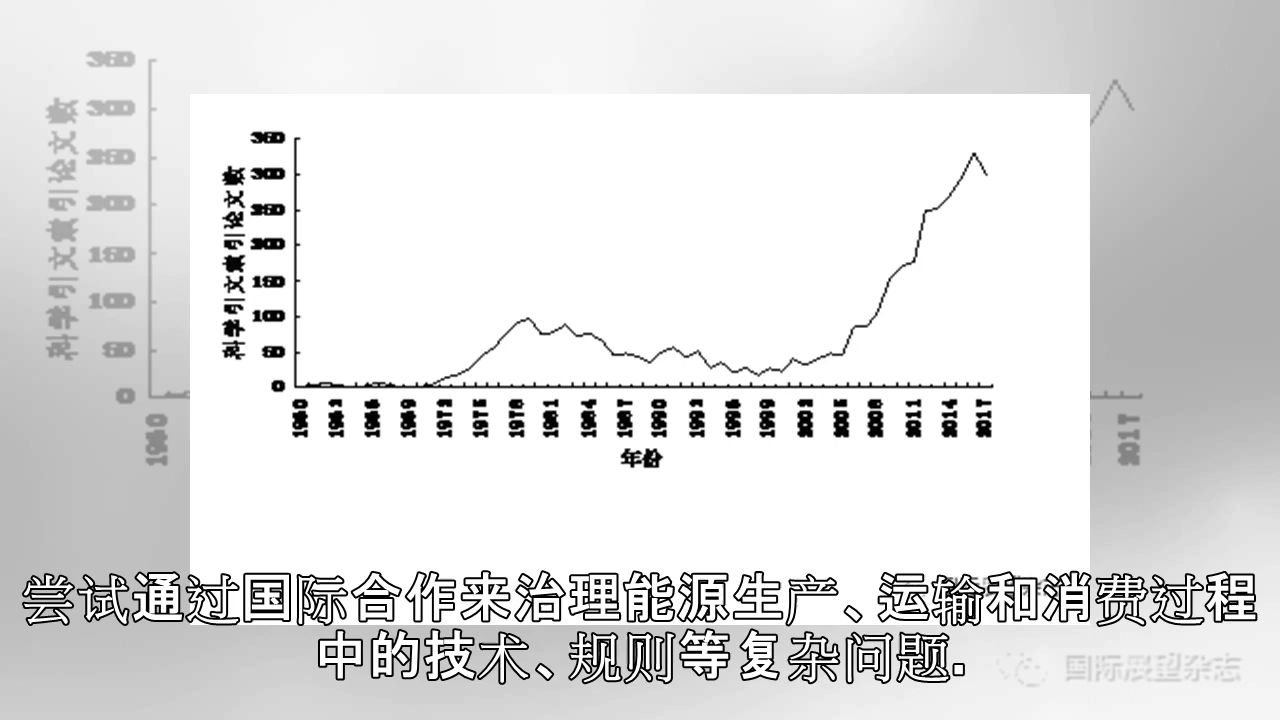 350
300
250
200
150
100
50
0
科学引文索引论文数
1960 1963 1966 1969 1972 1975 1978 1981 1984 1987 1990 1993 1996 1999 2002 2005 2008 2011 2014 2017
年份
尝试通过国际合作来治理能源生产、运输和消费过程
中的技术、规则等复杂问题.
国际展望杂志